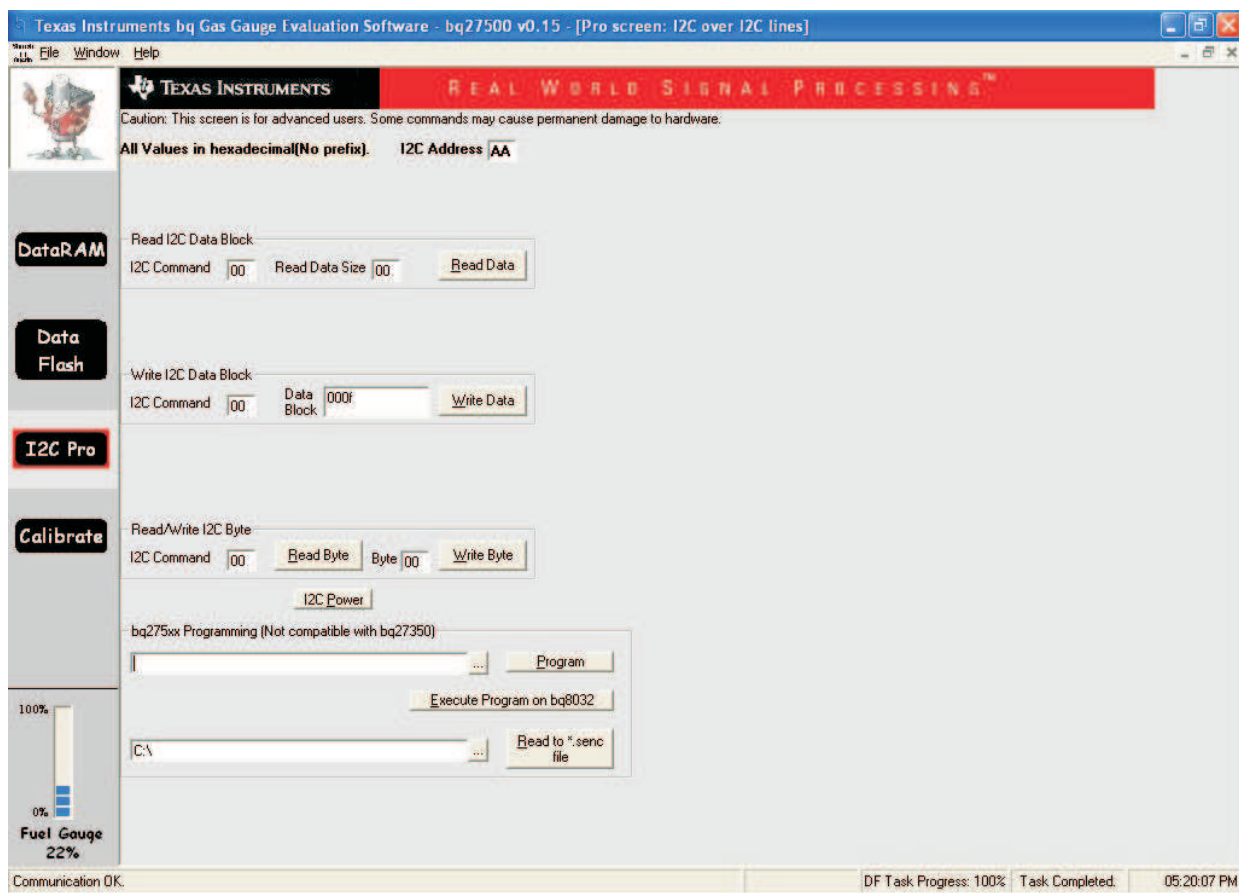 Texas Instruments bq Gas Gauge Evaluation Software - bq27500 v0.15 - [Pro screen: I2C over I2C lines]
File Window Help
TEXAS INSTRUMENTS REAL WORLD SIGNAL PROCESSING™
Caution: This screen is for advanced users. Some commands may cause permanent damage to hardware.
All Values in hexadecimal(No prefix). I2C Address AA
DataRAM
Read I2C Data Block
I2C Command 00 Read Data Size 00 Read Data
Data
Flash
Write I2C Data Block
I2C Command 00 Data Block 000f Write Data
I2C Pro
Calibrate
Read/Write I2C Byte
I2C Command 00 Read Byte Byte 00 Write Byte
I2C Power
bq275xx Programming (Not compatible with bq27350)
... Program
Execute Program on bq8032
C:\ ... Read to *.senc file
100%
0%
Fuel Gauge
22%
Communication OK. DF Task Progress: 100% Task Completed. 05:20:07 PM